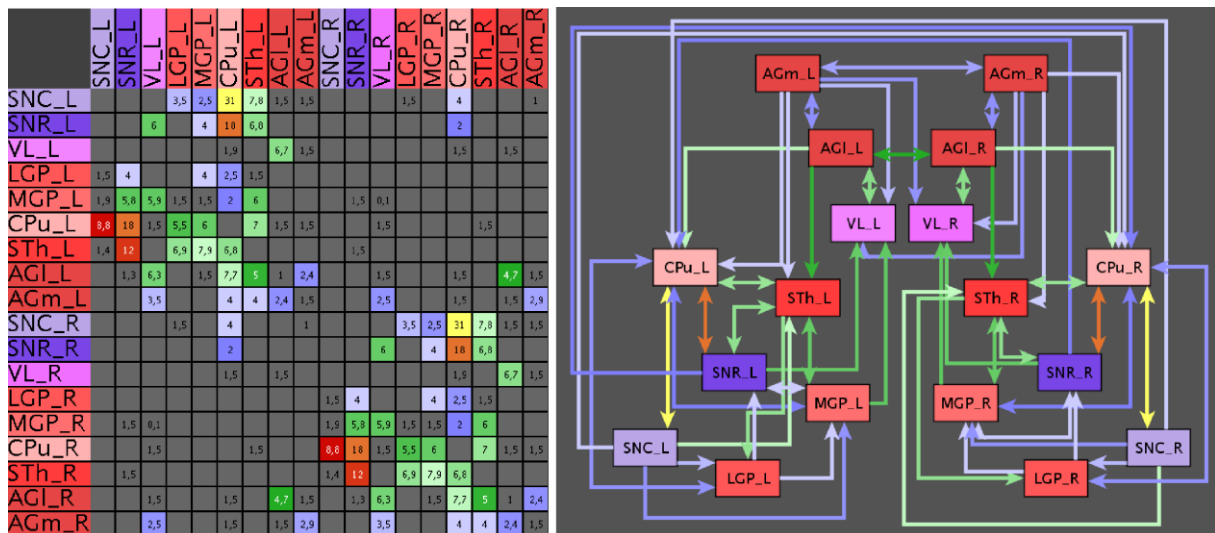 SNC_L SNR_L VL_L LGP_L MGP_L CPu_L STh_L AGI_L AGm_L SNC_R SNR_R VL_R LGP_R MGP_R CPu_R STh_R AGI_R AGm_R
SNC_L 3,5 2,5 31 7,8 1,5 1,5 1,5 4 1
SNR_L 6 4 18 6,8 2
VL_L 1,9 6,7 1,5 1,5 1,5
LGP_L 1,5 4 4 2,5 1,5
MGP_L 1,9 5,8 5,9 1,5 1,5 2 6 1,5 0,1
CPu_L 8,8 18 1,5 5,5 6 7 1,5 1,5 1,5 1,5
STh_L 1,4 12 6,9 7,9 6,8 1,5
AGI_L 1,3 6,3 1,5 7,7 5 1 2,4 1,5 1,5 4,7 1,5
AGm_L 3,5 4 4 2,4 1,5 2,5 1,5 1,5 2,9
SNC_R 1,5 4 1 3,5 2,5 31 7,8 1,5 1,5
SNR_R 2 6 4 18 6,8
VL_R 1,5 1,5 1,9 6,7 1,5
LGP_R 1,5 4 4 2,5 1,5
MGP_R 1,5 0,1 1,9 5,8 5,9 1,5 1,5 2 6
CPu_R 1,5 1,5 8,8 18 1,5 5,5 6 7 1,5 1,5
STh_R 1,5 1,4 12 6,9 7,9 6,8
AGI_R 1,5 1,5 4,7 1,5 1,3 6,3 1,5 7,7 5 1 2,4
AGm_R 2,5 1,5 1,5 2,9 1,5 3,5 4 4 2,4 1,5
AGm_L AGm_R
AGI_L AGI_R
VL_L VL_R
CPu_L CPu_R
STh_L STh_R
SNR_L SNR_R
MGP_L MGP_R
SNC_L SNC_R
LGP_L LGP_R